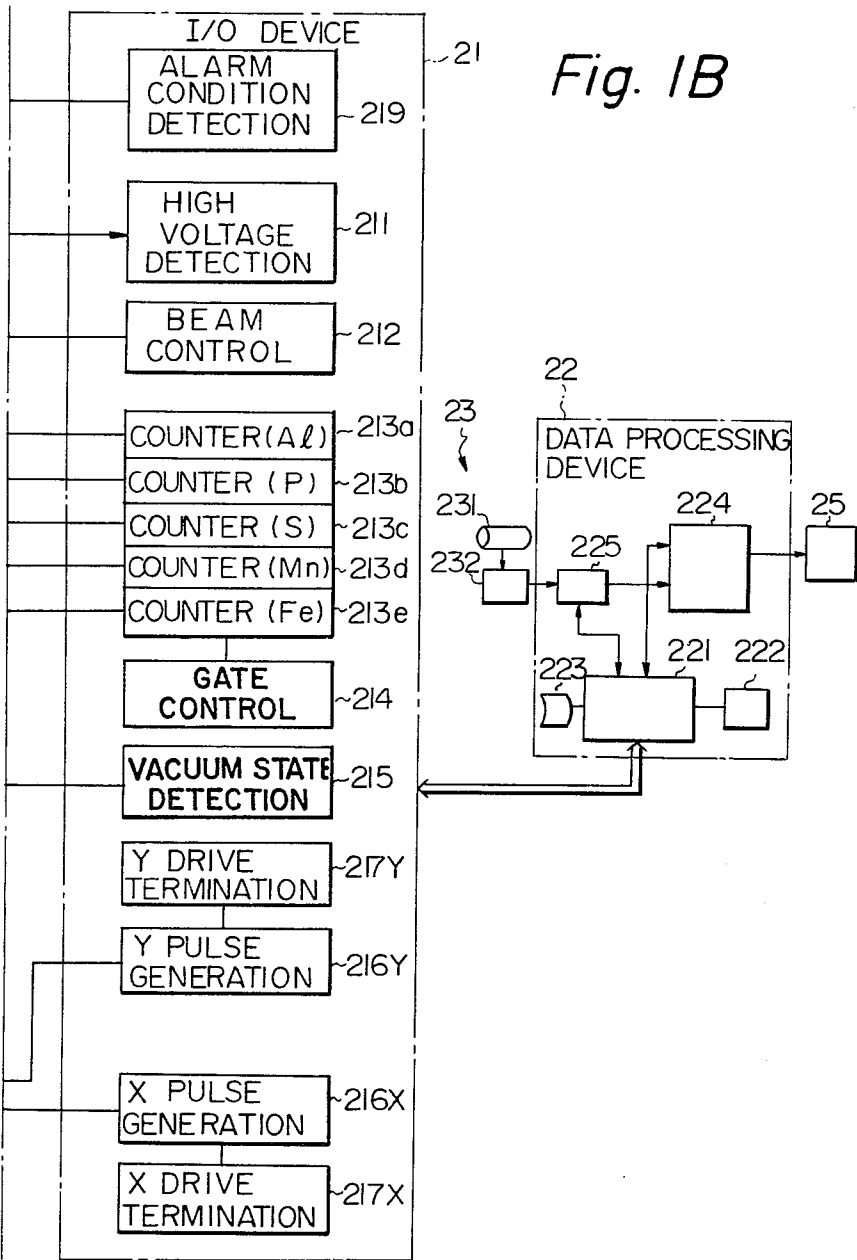 I/O DEVICE
21
Fig. 1B
ALARM
CONDITION
DETECTION
219
HIGH
VOLTAGE
DETECTION
211
BEAM
CONTROL
212
COUNTER(Al)
213a
COUNTER (P)
213b
COUNTER (S)
213c
COUNTER(Mn)
213d
COUNTER (Fe)
213e
GATE
CONTROL
214
VACUUM STATE
DETECTION
215
Y DRIVE
TERMINATION
217Y
Y PULSE
GENERATION
216Y
X PULSE
GENERATION
216X
X DRIVE
TERMINATION
217X
22
23
DATA PROCESSING
DEVICE
231
232
225
224
25
223
221
222